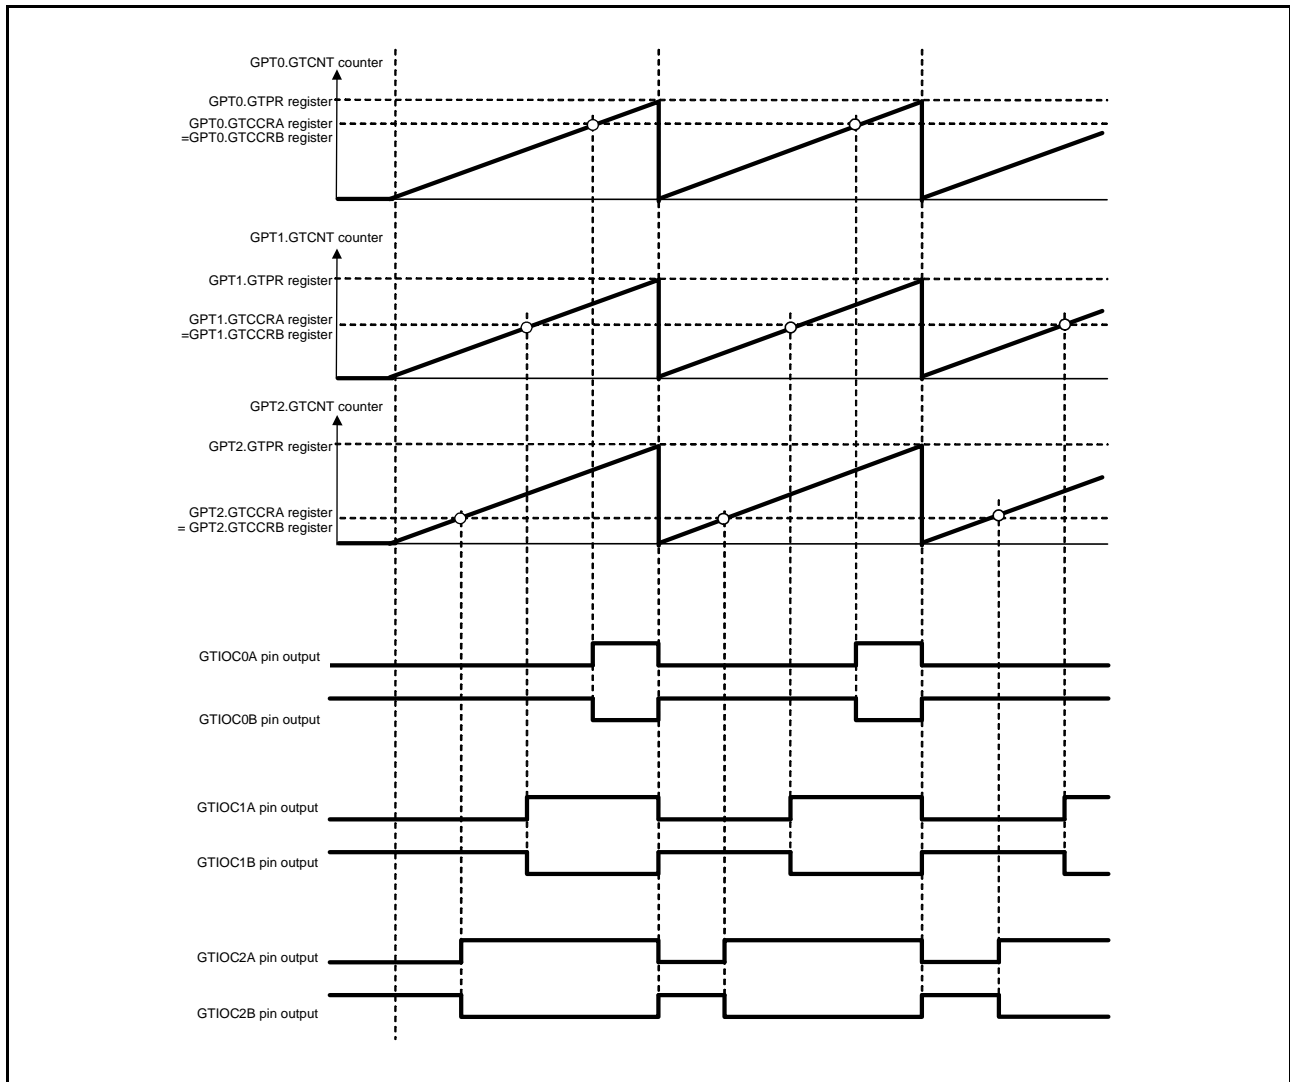 GPT0.GTCNT counter
GPT0.GTPR register
GPT0.GTCCRA register
=GPT0.GTCCRB register
GPT1.GTCNT counter
GPT1.GTPR register
GPT1.GTCCRA register
=GPT1.GTCCRB register
GPT2.GTCNT counter
GPT2.GTPR register
GPT2.GTCCRA register
= GPT2.GTCCRB register
GTIOC0A pin output
GTIOC0B pin output
GTIOC1A pin output
GTIOC1B pin output
GTIOC2A pin output
GTIOC2B pin output